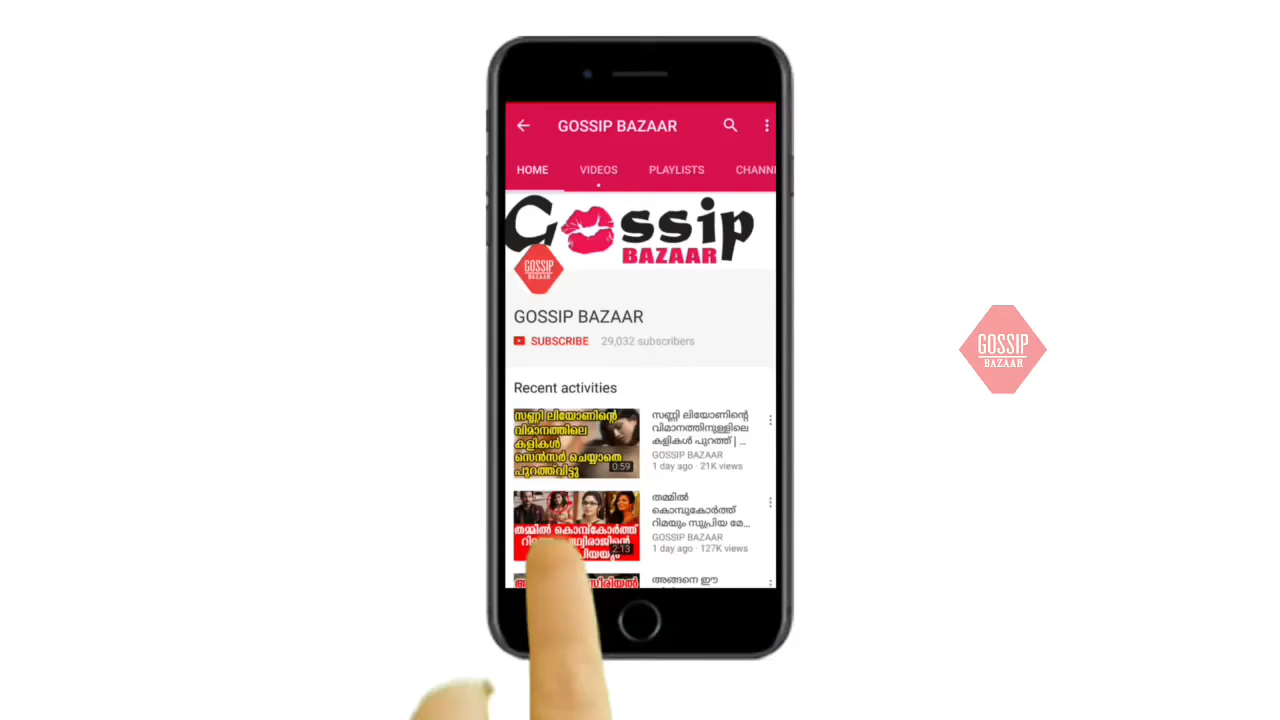 GOSSIP BAZAAR
HOME VIDEOS PLAYLISTS CHANN
Gossip
BAZAAR
GOSSIP
BAZAAR
GOSSIP BAZAAR
SUBSCRIBE 29,032 subscribers
Recent activities
സണ്ണി ലിയോണിന്റെ
വിമാനത്തിലെ
കളികൾ
സെൻസർ ചെയ്യാതെ
പുറത്ത്‌വിട്ടു
0:59
സണ്ണി ലിയോണിന്റെ
വിമാനത്തിനുള്ളിലെ
കളികൾ പുറത്ത് | ...
GOSSIP BAZAAR
1 day ago · 21K views
തമ്മിൽ കൊമ്പ്കോർത്ത്
2:13
തമ്മിൽ
കൊമ്പുകോർത്ത്
റിമയും സുപ്രിയ മേ...
GOSSIP BAZAAR
1 day ago · 127K views
അങ്ങനെ ഈ
GOSSIP
BAZAAR